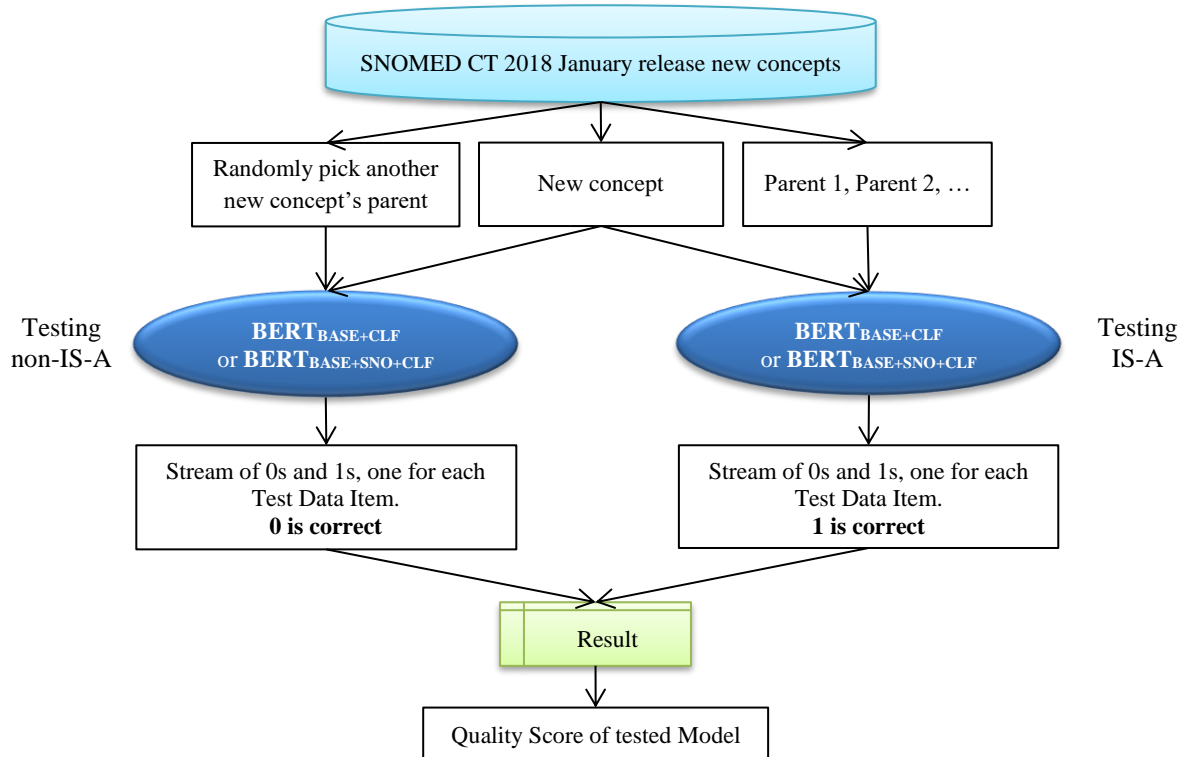 SNOMED CT 2018 January release new concepts
Randomly pick another
new concept’s parent
New concept
Parent 1, Parent 2, …
Testing
non-IS-A
BERTBASE+CLF
or BERTBASE+SNO+CLF
BERTBASE+CLF
or BERTBASE+SNO+CLF
Testing
IS-A
Stream of 0s and 1s, one for each
Test Data Item.
0 is correct
Stream of 0s and 1s, one for each
Test Data Item.
1 is correct
Result
Quality Score of tested Model